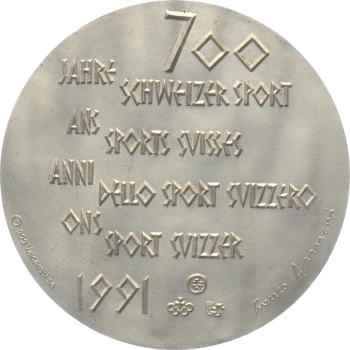 700
JAHRE
SCHWEIZER SPORT
ANS
SPORTS SUISSES
ANNI
DELLO SPORT SVIZZERO
ONS
SPORT SVIZZER
1991